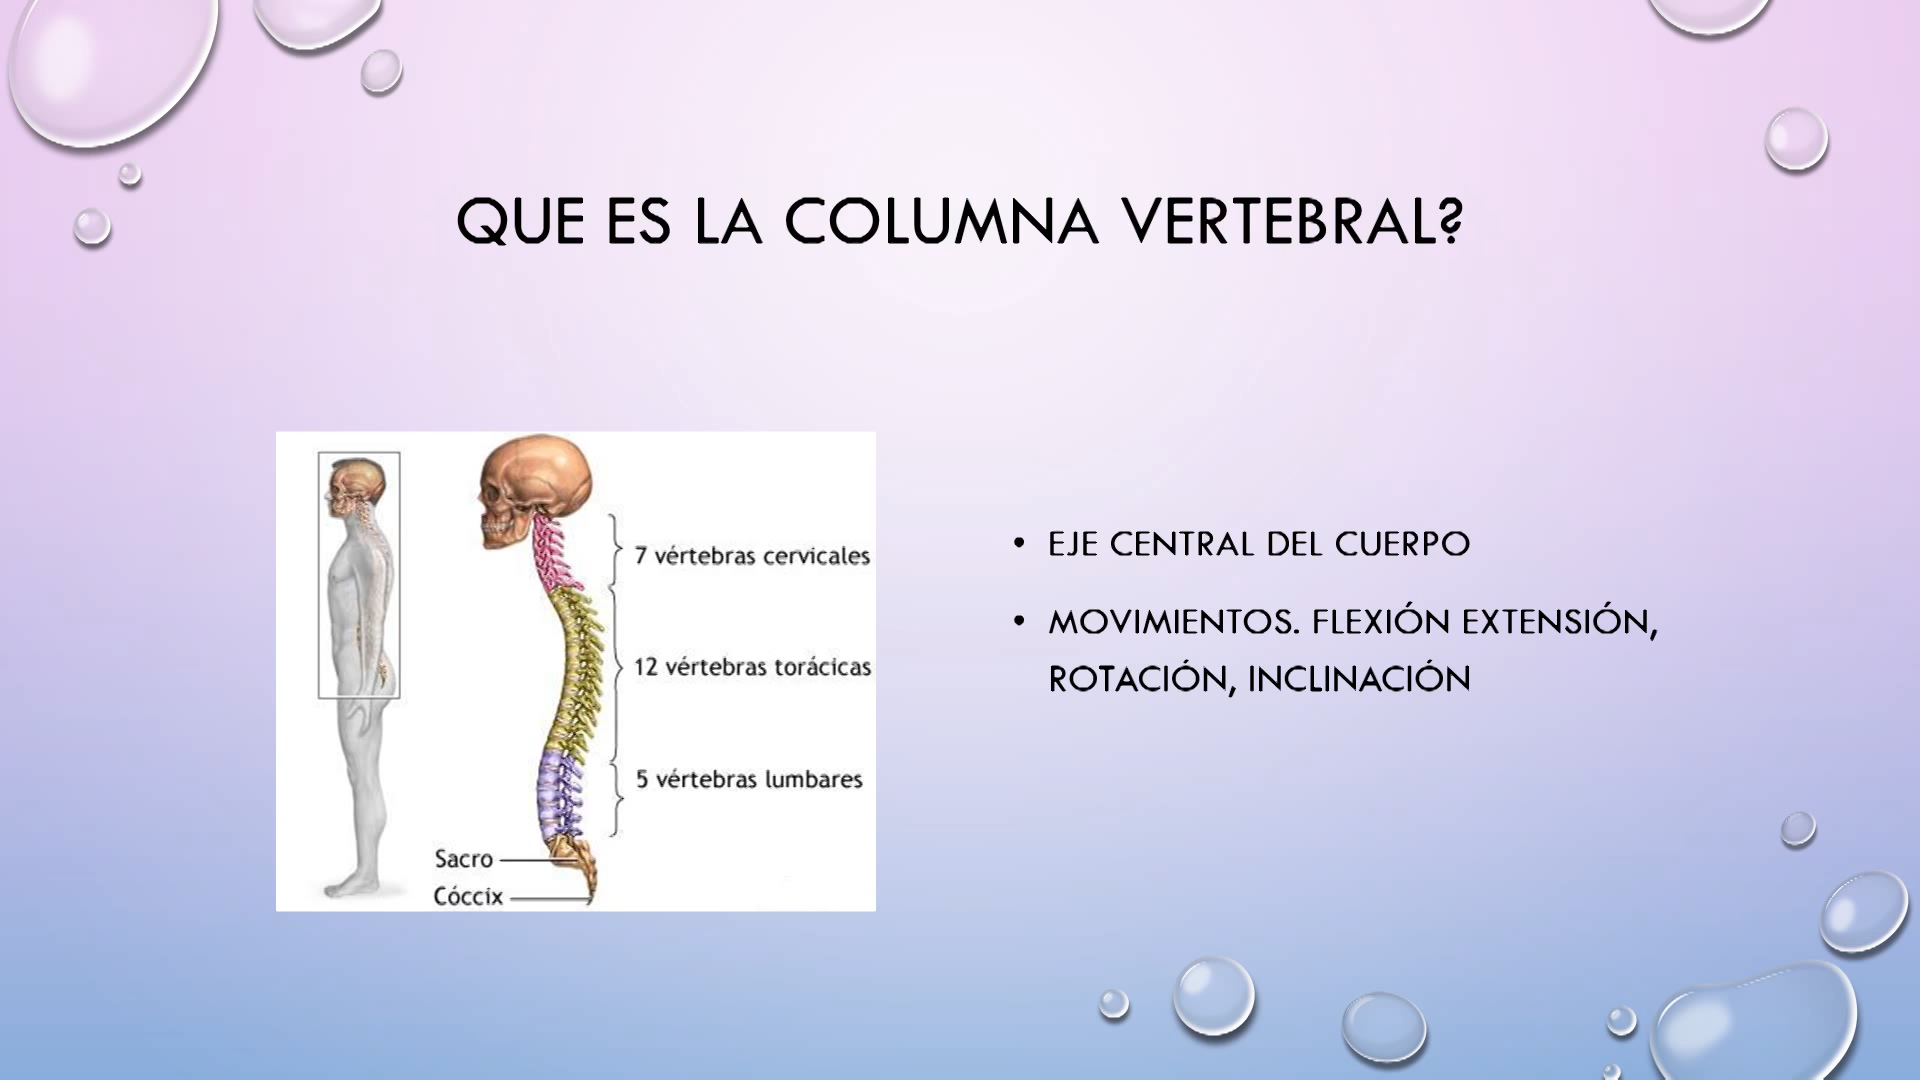 QUE ES LA COLUMNA VERTEBRAL?
7 vértebras cervicales
12 vértebras torácicas
5 vértebras lumbares
Sacro
Cóccix
• EJE CENTRAL DEL CUERPO
• MOVIMIENTOS. FLEXIÓN EXTENSIÓN,
ROTACIÓN, INCLINACIÓN